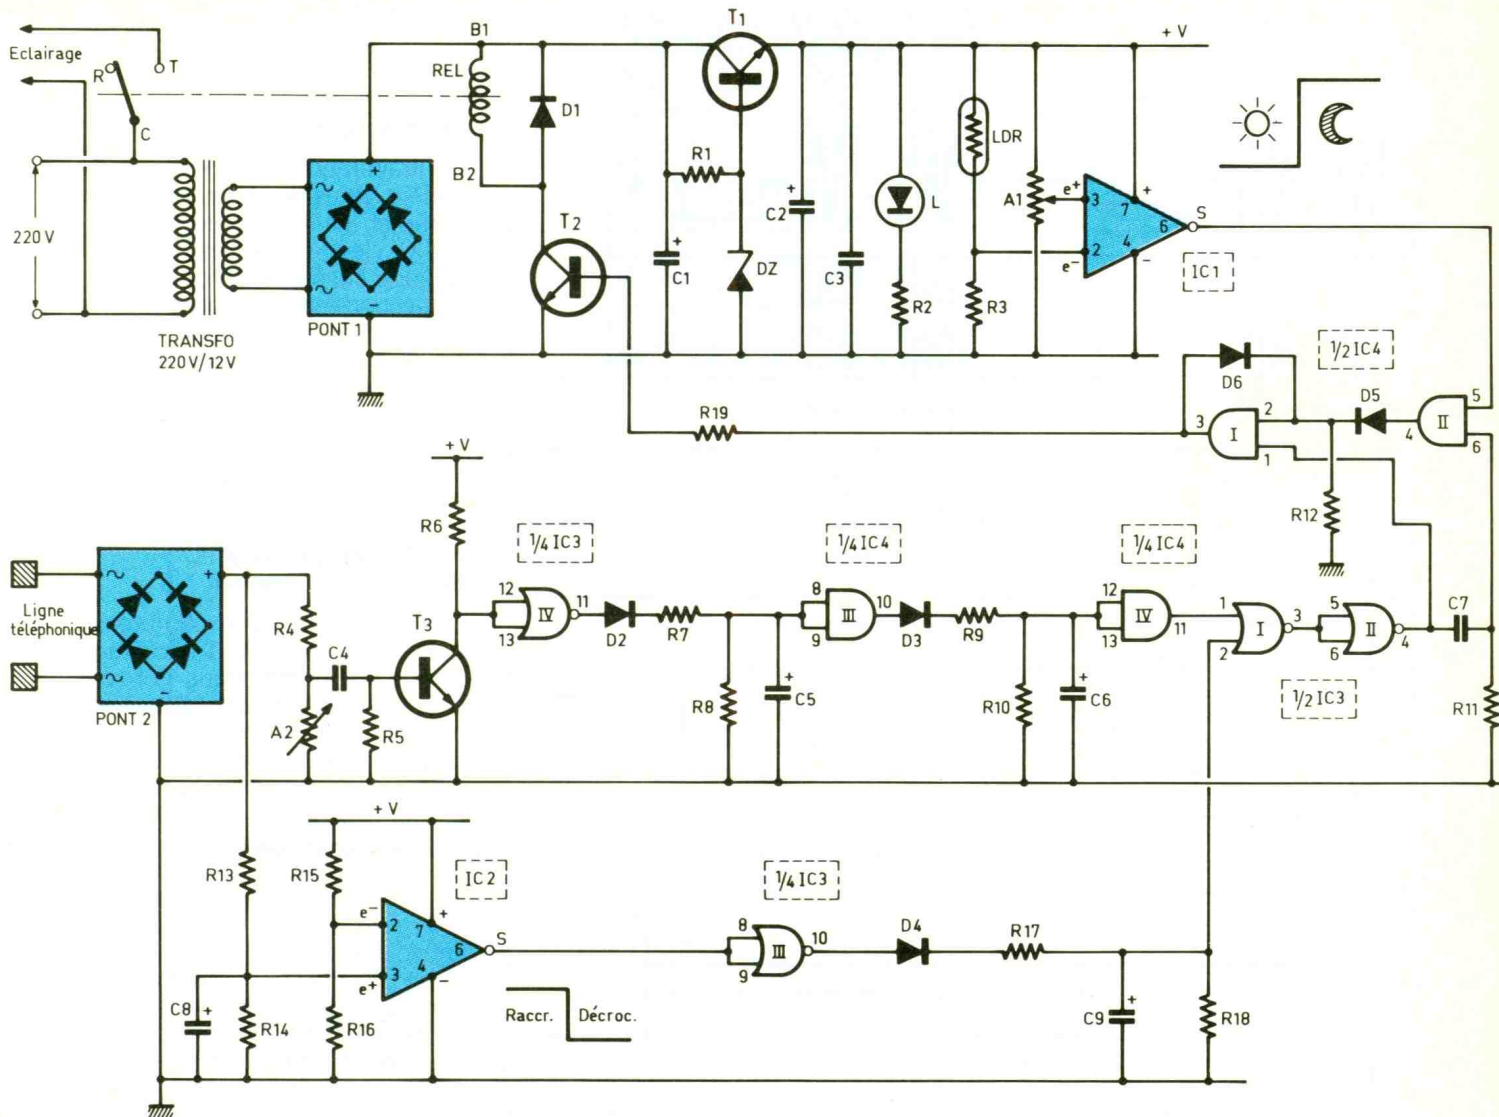 Eclairage
R
T
C
220 V
TRANSFO
220 V/12 V
+
-
PONT 1
B1
REL
B2
D1
T2
T1
R1
C1
+
DZ
C2
+
C3
L
R2
LDR
R3
A1
+ V
e+
3
7
+
6
S
2
4
-
e-
IC1
1/2 IC4
D6
D5
R19
3
I
2
1
4
II
5
6
R12
+ V
R6
1/4 IC3
1/4 IC4
1/4 IC4
Ligne
téléphonique
+
-
PONT 2
R4
C4
T3
A2
R5
12
13
IV
11
D2
R7
R8
+
C5
8
9
III
10
D3
R9
R10
+
C6
12
13
IV
11
1
2
I
3
5
6
II
4
C7
1/2 IC3
R11
+ V
R13
R15
IC2
e-
2
7
+
6
S
3
4
-
e+
C8
+
R14
R16
Raccr.
Décroc.
1/4 IC3
8
9
III
10
D4
R17
C9
+
R18